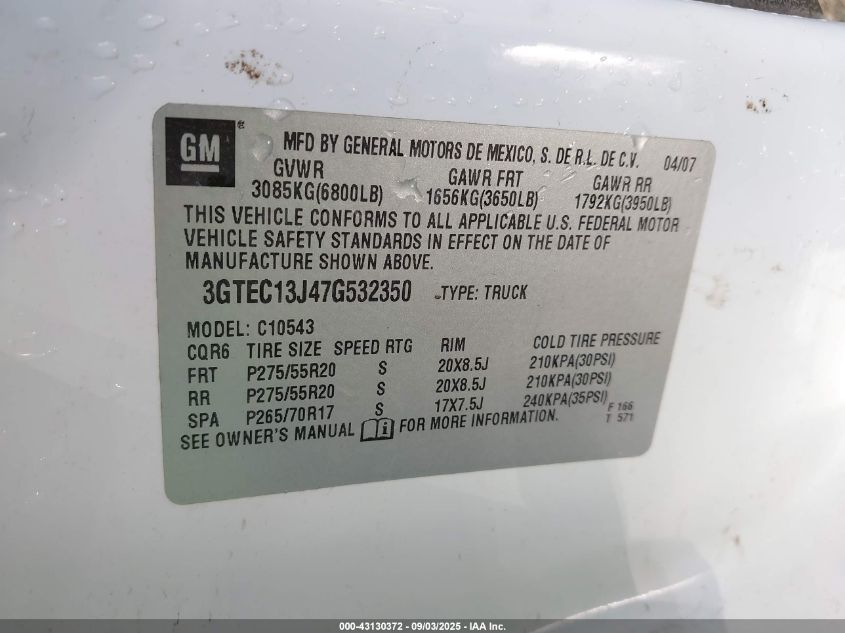 GM®
MFD BY GENERAL MOTORS DE MEXICO, S. DE R.L. DE C.V. 04/07
GVWR GAWR FRT GAWR RR
3085KG(6800LB) 1656KG(3650LB) 1792KG(3950LB)
THIS VEHICLE CONFORMS TO ALL APPLICABLE U.S. FEDERAL MOTOR
VEHICLE SAFETY STANDARDS IN EFFECT ON THE DATE OF
MANUFACTURE SHOWN ABOVE.
3GTEC13J47G532350 TYPE: TRUCK
MODEL: C10543
CQR6 TIRE SIZE SPEED RTG RIM COLD TIRE PRESSURE
FRT P275/55R20 S 20X8.5J 210KPA(30PSI)
RR P275/55R20 S 20X8.5J 210KPA(30PSI)
SPA P265/70R17 S 17X7.5J 240KPA(35PSI)
SEE OWNER'S MANUAL FOR MORE INFORMATION.
F 166
T 571
000-43130372 - 09/03/2025 - IAA Inc.